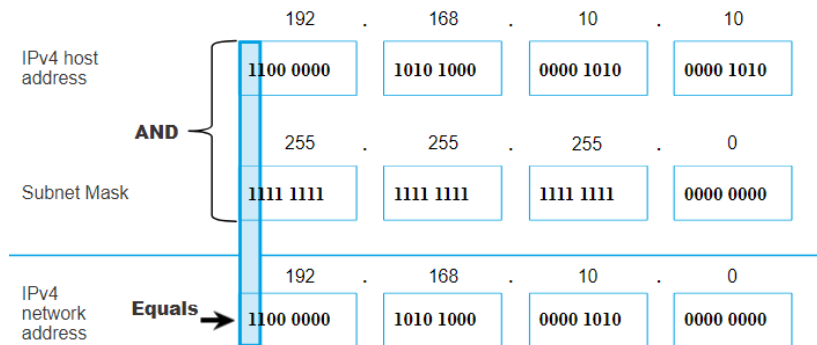 192 . 168 . 10 . 10
IPv4 host
address
1100 0000 1010 1000 0000 1010 0000 1010
AND
255 . 255 . 255 . 0
Subnet Mask 1111 1111 1111 1111 1111 1111 0000 0000
192 . 168 . 10 . 0
IPv4
network
address
Equals
1100 0000 1010 1000 0000 1010 0000 0000